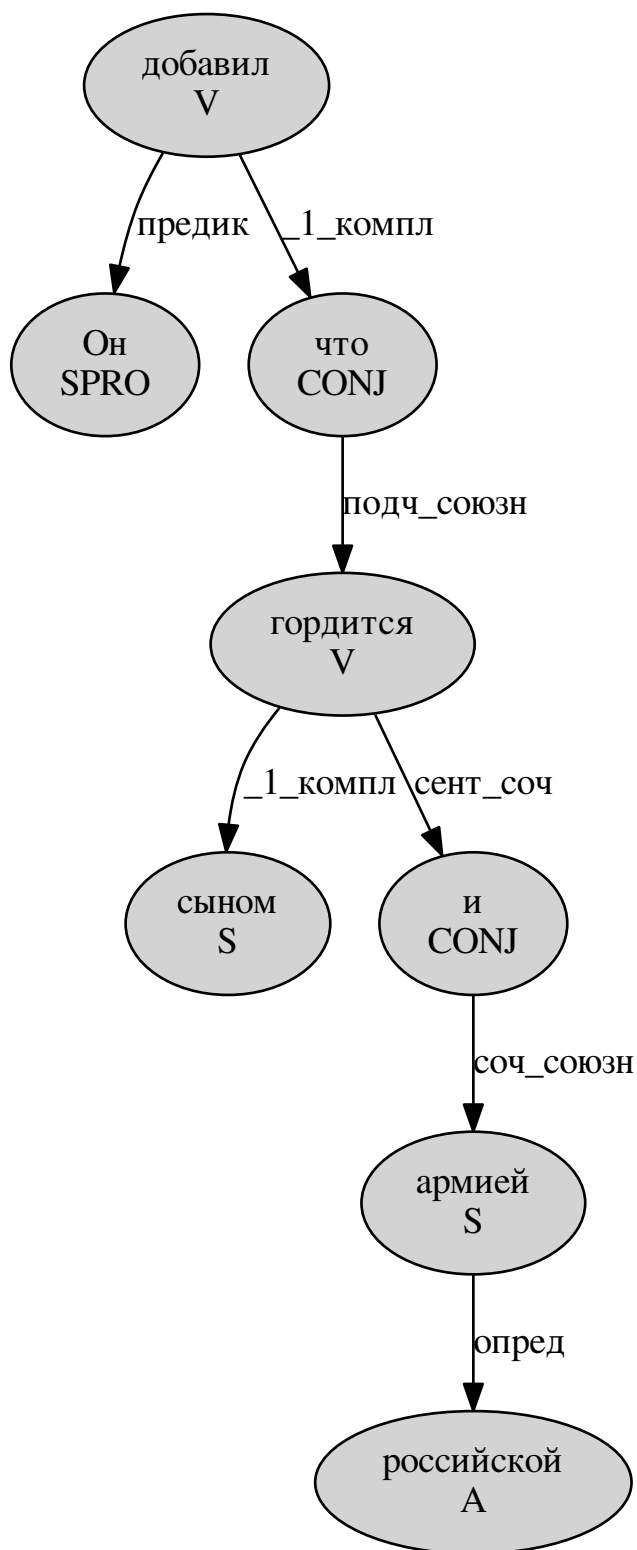 добавил
V
предик
_1_компл
Он
SPRO
что
CONJ
подч_союзн
гордится
V
_1_компл
сент_соч
сыном
S
и
CONJ
соч_союзн
армией
S
опред
российской
A